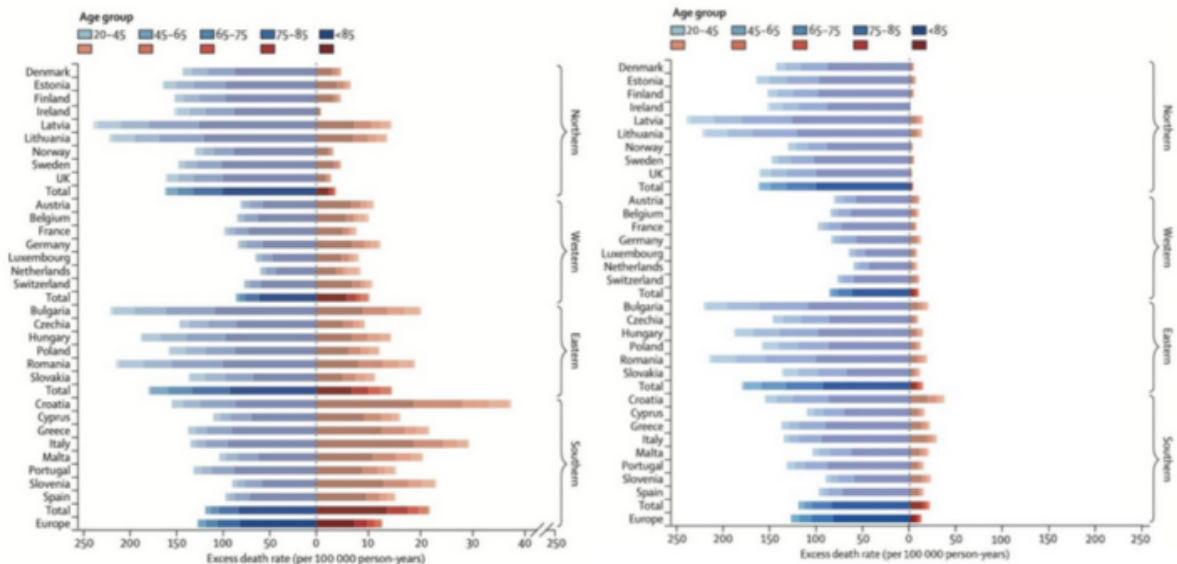 Age group
20–45 45–65 65–75 75–85 <85
Denmark
Estonia
Finland
Ireland
Latvia
Lithuania
Norway
Sweden
UK
Total
Northern
Austria
Belgium
France
Germany
Luxembourg
Netherlands
Switzerland
Total
Western
Bulgaria
Czechia
Hungary
Poland
Romania
Slovakia
Total
Eastern
Croatia
Cyprus
Greece
Italy
Malta
Portugal
Slovenia
Spain
Total
Europe
Southern
250 200 150 100 50 0 10 20 30 40 50 250
Excess death rate (per 100 000 person-years)
Age group
20–45 45–65 65–75 75–85 <85
Denmark
Estonia
Finland
Ireland
Latvia
Lithuania
Norway
Sweden
UK
Total
Northern
Austria
Belgium
France
Germany
Luxembourg
Netherlands
Switzerland
Total
Western
Bulgaria
Czechia
Hungary
Poland
Romania
Slovakia
Total
Eastern
Croatia
Cyprus
Greece
Italy
Malta
Portugal
Slovenia
Spain
Total
Europe
Southern
250 200 150 100 50 0 50 100 150 200 250
Excess death rate (per 100 000 person-years)